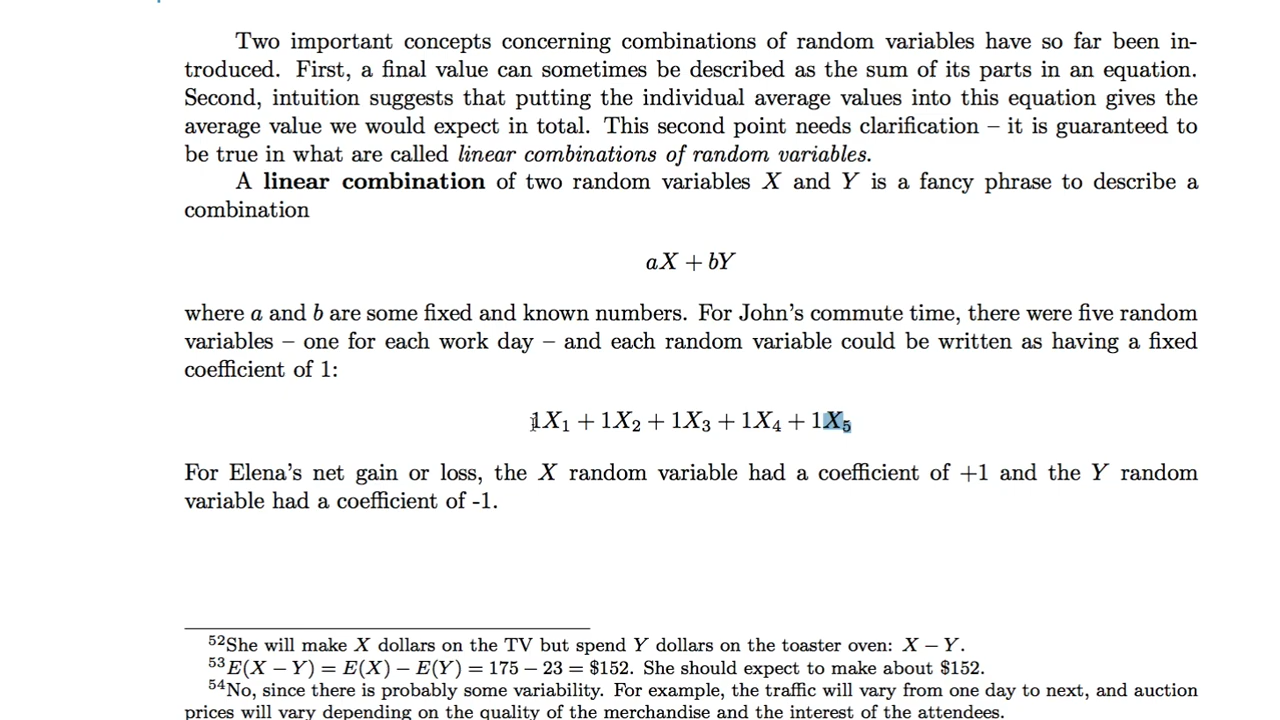 Two important concepts concerning combinations of random variables have so far been in-
troduced. First, a final value can sometimes be described as the sum of its parts in an equation.
Second, intuition suggests that putting the individual average values into this equation gives the
average value we would expect in total. This second point needs clarification – it is guaranteed to
be true in what are called linear combinations of random variables.
A linear combination of two random variables X and Y is a fancy phrase to describe a
combination
aX + bY
where a and b are some fixed and known numbers. For John's commute time, there were five random
variables – one for each work day – and each random variable could be written as having a fixed
coefficient of 1:
1X₁ + 1X₂ + 1X₃ + 1X₄ + 1X₅
For Elena's net gain or loss, the X random variable had a coefficient of +1 and the Y random
variable had a coefficient of -1.
⁵²She will make X dollars on the TV but spend Y dollars on the toaster oven: X − Y.
⁵³E(X − Y) = E(X) − E(Y) = 175 − 23 = $152. She should expect to make about $152.
⁵⁴No, since there is probably some variability. For example, the traffic will vary from one day to next, and auction
prices will vary depending on the quality of the merchandise and the interest of the attendees.